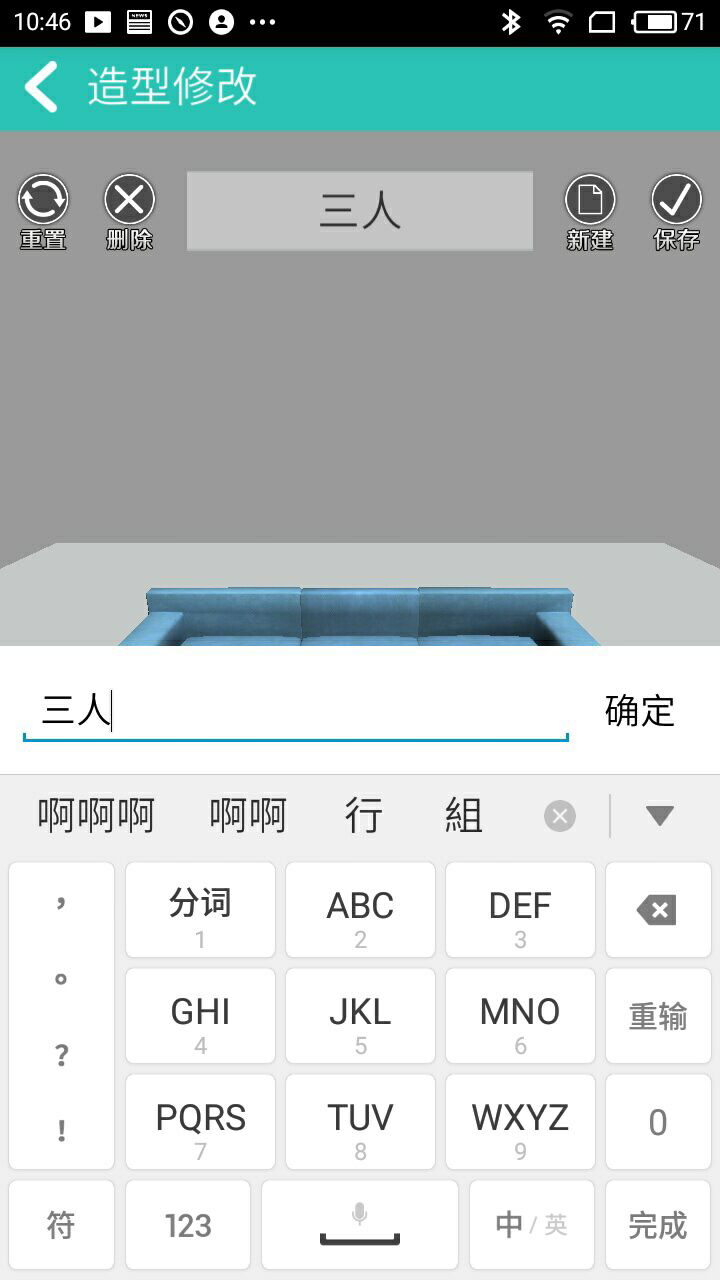 10:46 NEWS 71
造型修改
三人
重置 删除 新建 保存
三人 确定
啊啊啊 啊啊 行 組
， 分词 ABC DEF
1 2 3
。 GHI JKL MNO 重输
4 5 6
？ PQRS TUV WXYZ 0
！ 7 8 9
符 123 中/英 完成